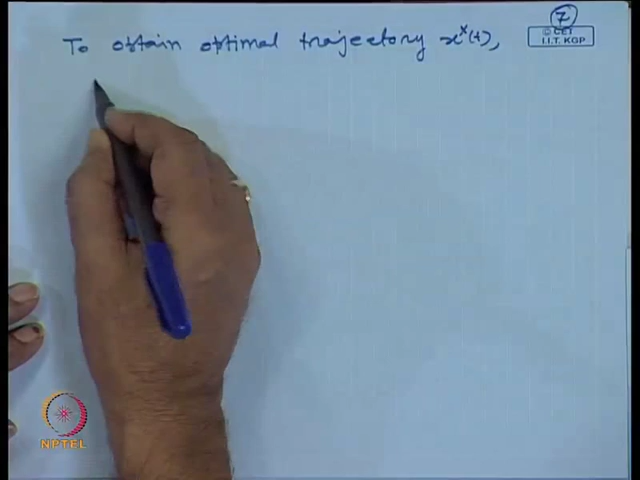 7
To obtain optimal trajectory x*(t),
© CET
I.I.T. KGP
NPTEL